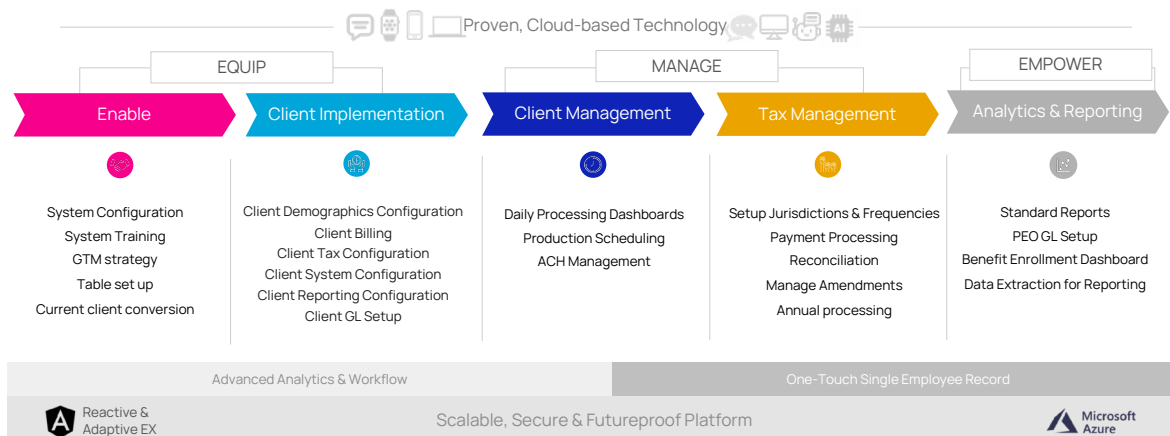 Proven, Cloud-based Technology
AI
EQUIP
MANAGE
EMPOWER
Enable
Client Implementation
Client Management
Tax Management
Analytics & Reporting
System Configuration
System Training
GTM strategy
Table set up
Current client conversion
Client Demographics Configuration
Client Billing
Client Tax Configuration
Client System Configuration
Client Reporting Configuration
Client GL Setup
Daily Processing Dashboards
Production Scheduling
ACH Management
Setup Jurisdictions & Frequencies
Payment Processing
Reconciliation
Manage Amendments
Annual processing
Standard Reports
PEO GL Setup
Benefit Enrollment Dashboard
Data Extraction for Reporting
Advanced Analytics & Workflow
One-Touch Single Employee Record
A
Reactive &
Adaptive EX
Scalable, Secure & Futureproof Platform
Microsoft
Azure